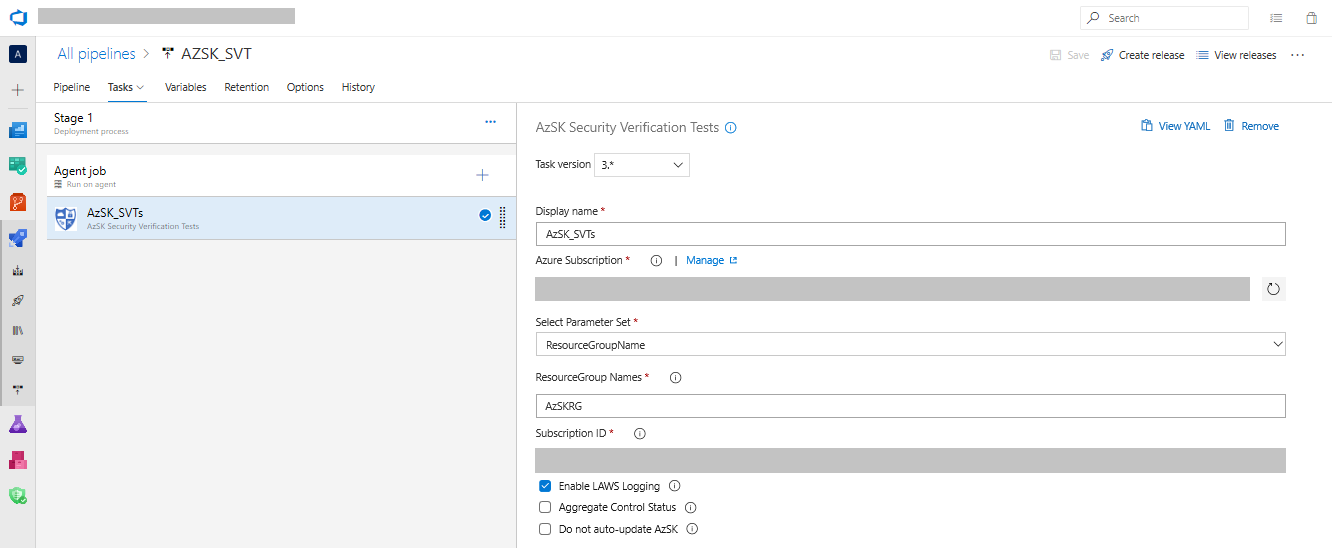 Search
A
All pipelines > AZSK_SVT
Save Create release View releases ...
Pipeline Tasks Variables Retention Options History
Stage 1
Deployment process
Agent job
Run on agent
AzSK_SVTs
AzSK Security Verification Tests
AzSK Security Verification Tests
View YAML Remove
Task version 3.*
Display name *
AzSK_SVTs
Azure Subscription * | Manage
Select Parameter Set *
ResourceGroupName
ResourceGroup Names *
AzSKRG
Subscription ID *
Enable LAWS Logging
Aggregate Control Status
Do not auto-update AzSK